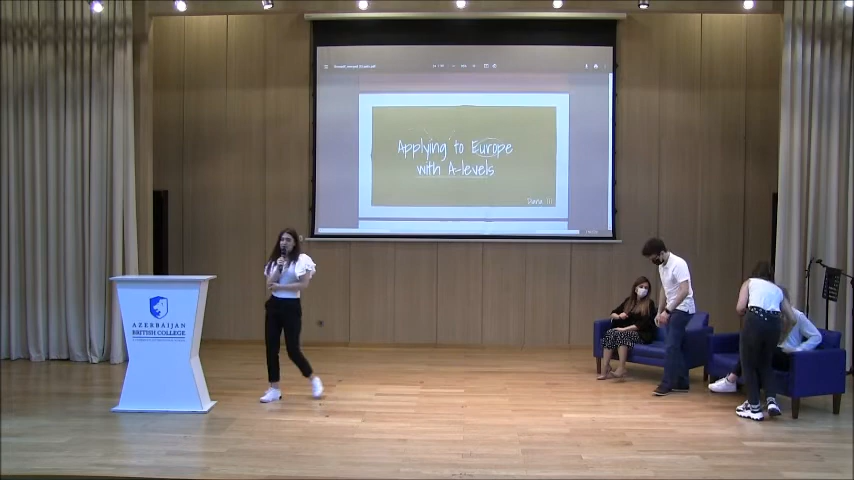 Applying to Europe
with A-levels
AZERBAIJAN
BRITISH COLLEGE